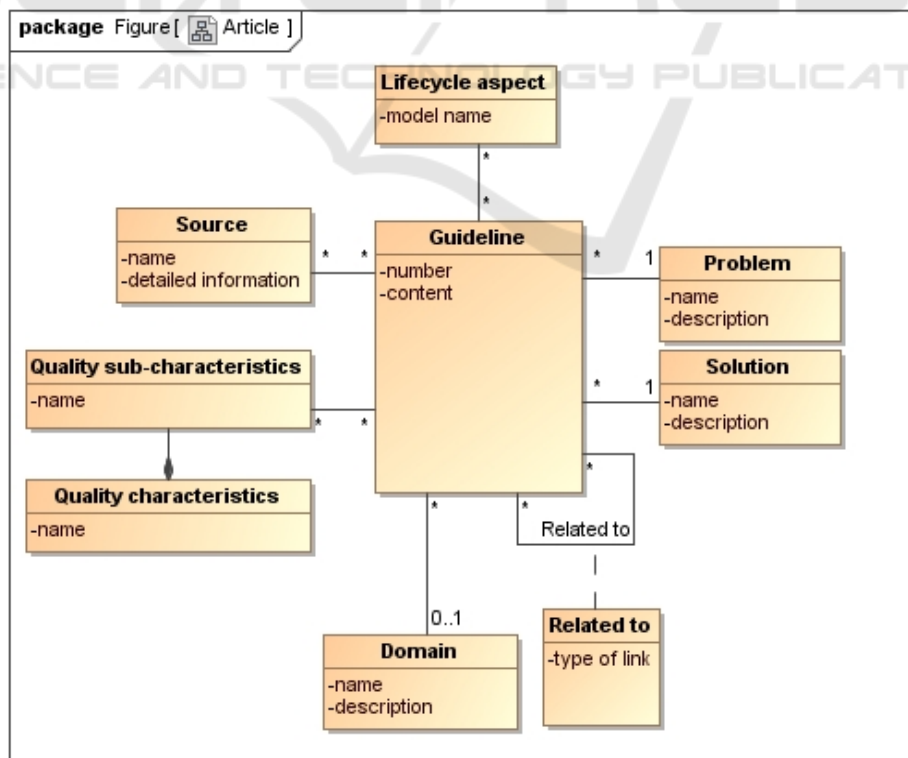 package Figure [ Article ]
ENCE AND TECHNOLOGY PUBLICAT
Lifecycle aspect
-model name
*
*
Source
-name
-detailed information
*
*
Guideline
-number
-content
*
1
Problem
-name
-description
Quality sub-characteristics
-name
*
*
*
1
Solution
-name
-description
Quality characteristics
-name
*
*
*
Related to
0..1
Domain
-name
-description
Related to
-type of link